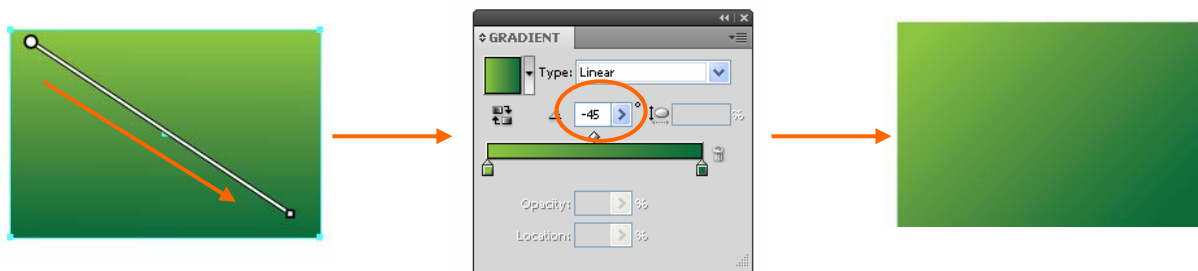 GRADIENT
Type: Linear
-45 ° %
Opacity: %
Location: %